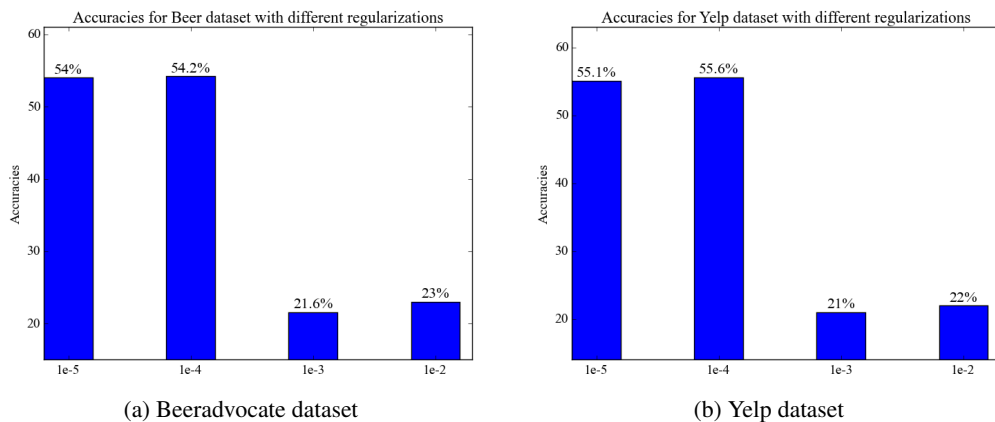 Accuracies for Beer dataset with different regularizations
60
50
40
30
20
Accuracies
54%
54.2%
21.6%
23%
1e-5
1e-4
1e-3
1e-2
(a) Beeradvocate dataset
Accuracies for Yelp dataset with different regularizations
60
50
40
30
20
Accuracies
55.1%
55.6%
21%
22%
1e-5
1e-4
1e-3
1e-2
(b) Yelp dataset